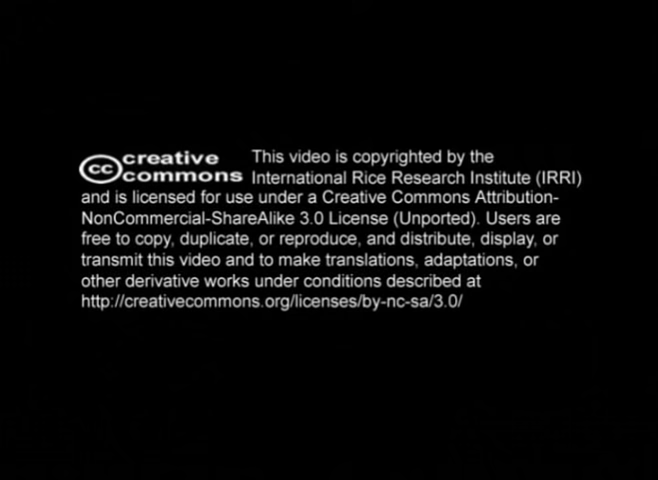 cc creative commons This video is copyrighted by the
International Rice Research Institute (IRRI)
and is licensed for use under a Creative Commons Attribution-
NonCommercial-ShareAlike 3.0 License (Unported). Users are
free to copy, duplicate, or reproduce, and distribute, display, or
transmit this video and to make translations, adaptations, or
other derivative works under conditions described at
http://creativecommons.org/licenses/by-nc-sa/3.0/